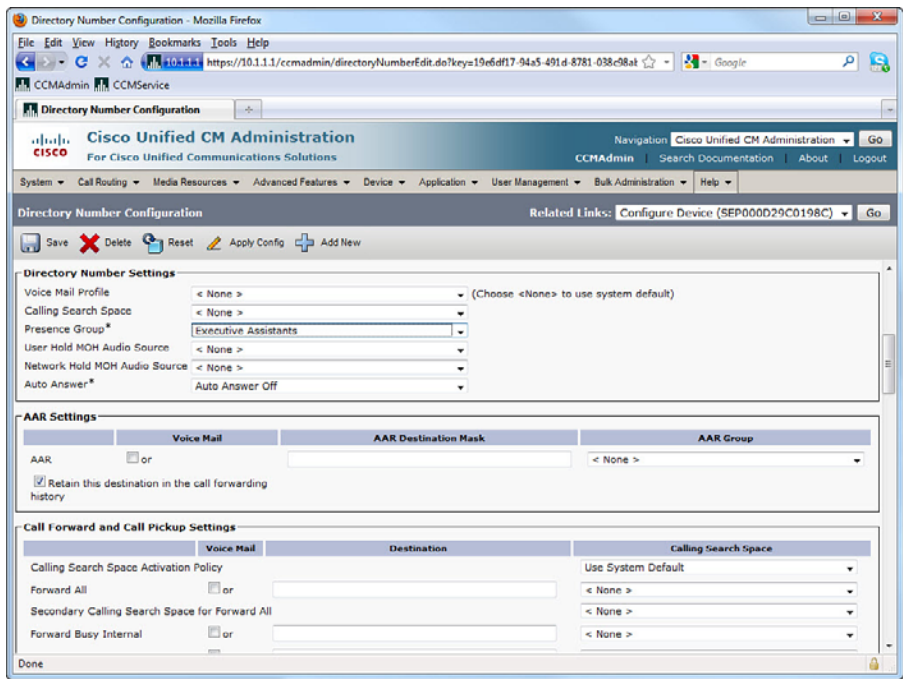 Directory Number Configuration - Mozilla Firefox
File Edit View History Bookmarks Tools Help
10.1.1.1 https://10.1.1.1/ccmadmin/directoryNumberEdit.do?key=19e6df17-94a5-491d-8781-038c98ab Google
CCMAdmin CCMService
Directory Number Configuration
CISCO Cisco Unified CM Administration
For Cisco Unified Communications Solutions
Navigation Cisco Unified CM Administration Go
CCMAdmin | Search Documentation | About | Logout
System Call Routing Media Resources Advanced Features Device Application User Management Bulk Administration Help
Directory Number Configuration Related Links: Configure Device (SEP000D29C0198C) Go
Save Delete Reset Apply Config Add New
Directory Number Settings
Voice Mail Profile < None > (Choose <None> to use system default)
Calling Search Space < None >
Presence Group* Executive Assistants
User Hold MOH Audio Source < None >
Network Hold MOH Audio Source < None >
Auto Answer* Auto Answer Off
AAR Settings
Voice Mail AAR Destination Mask AAR Group
AAR or < None >
Retain this destination in the call forwarding
history
Call Forward and Call Pickup Settings
Voice Mail Destination Calling Search Space
Calling Search Space Activation Policy Use System Default
Forward All or < None >
Secondary Calling Search Space for Forward All < None >
Forward Busy Internal or < None >
Done